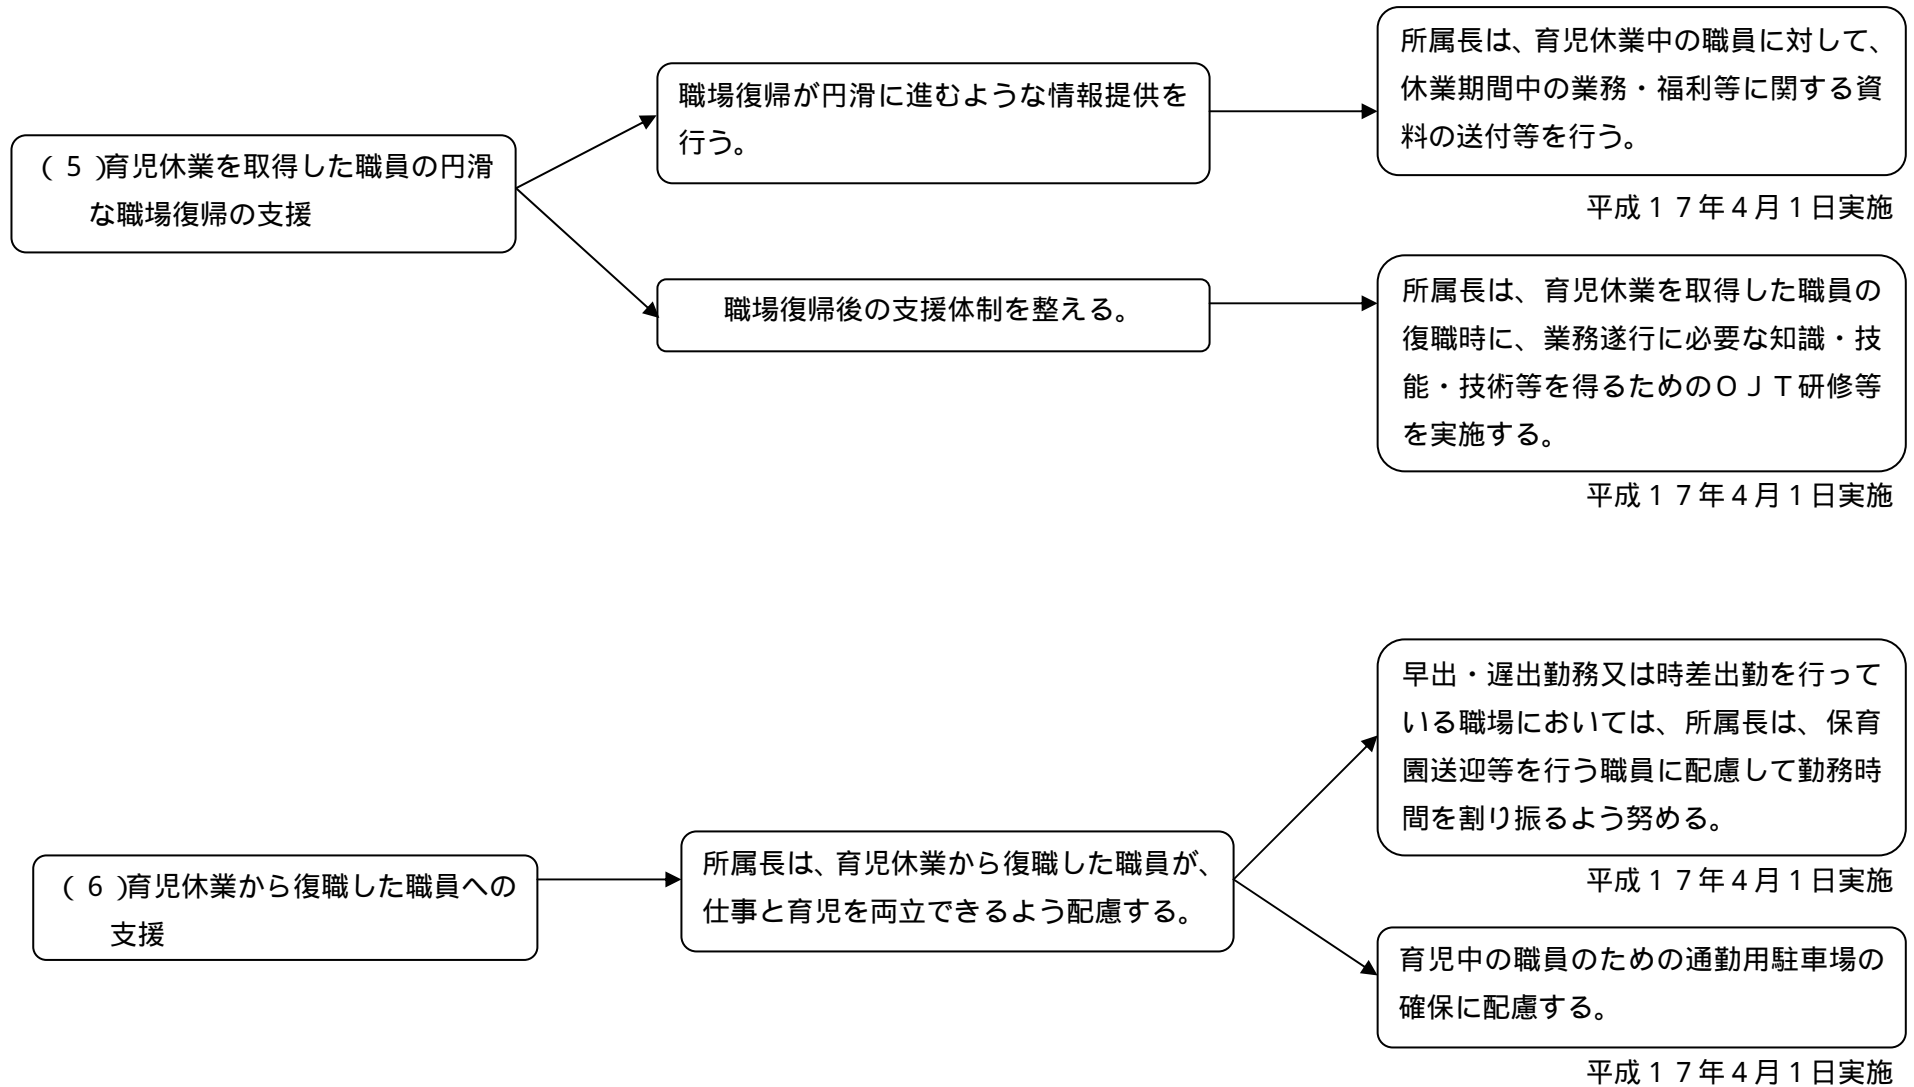 （５）育児休業を取得した職員の円滑
な職場復帰の支援
職場復帰が円滑に進むような情報提供を
行う。
所属長は、育児休業中の職員に対して、
休業期間中の業務・福利等に関する資
料の送付等を行う。
平成１７年４月１日実施
職場復帰後の支援体制を整える。
所属長は、育児休業を取得した職員の
復職時に、業務遂行に必要な知識・技
能・技術等を得るためのＯＪＴ研修等
を実施する。
平成１７年４月１日実施
（６）育児休業から復職した職員への
支援
所属長は、育児休業から復職した職員が、
仕事と育児を両立できるよう配慮する。
早出・遅出勤務又は時差出勤を行って
いる職場においては、所属長は、保育
園送迎等を行う職員に配慮して勤務時
間を割り振るよう努める。
平成１７年４月１日実施
育児中の職員のための通勤用駐車場の
確保に配慮する。
平成１７年４月１日実施